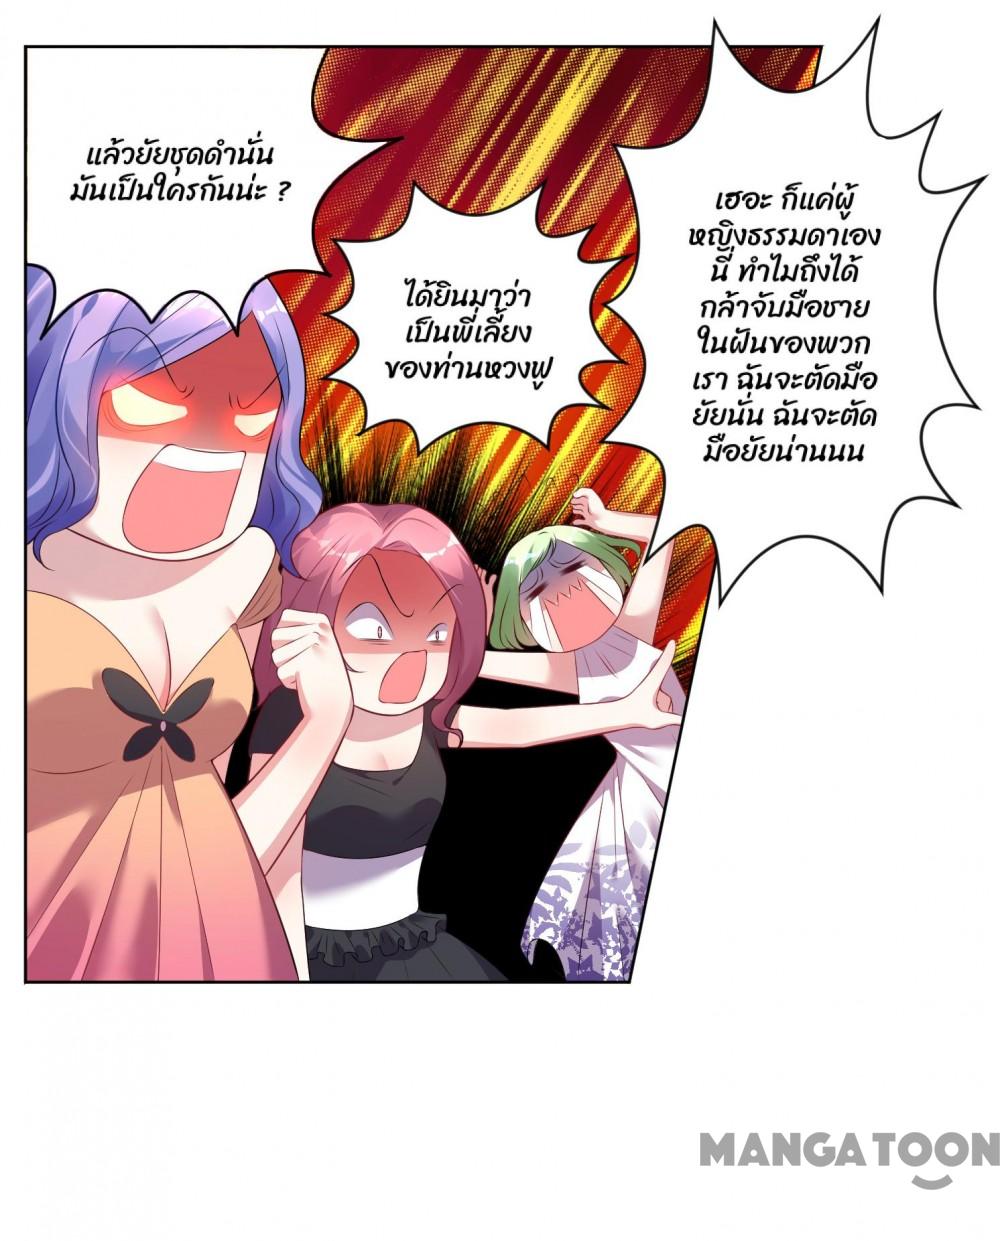 แล้วยัยชุดดำนั่น
มันเป็นใครกันน่ะ ?
ได้ยินมาว่า
เป็นพี่เลี้ยง
ของท่านหวงฟู
เฮอะ ก็แค่ผู้
หญิงธรรมดาเอง
นี่ ทำไมถึงได้
กล้าจับมือชาย
ในฝันของพวก
เรา ฉันจะตัดมือ
ยัยนั่น ฉันจะตัด
มือยัยน่านนน
MANGATOON